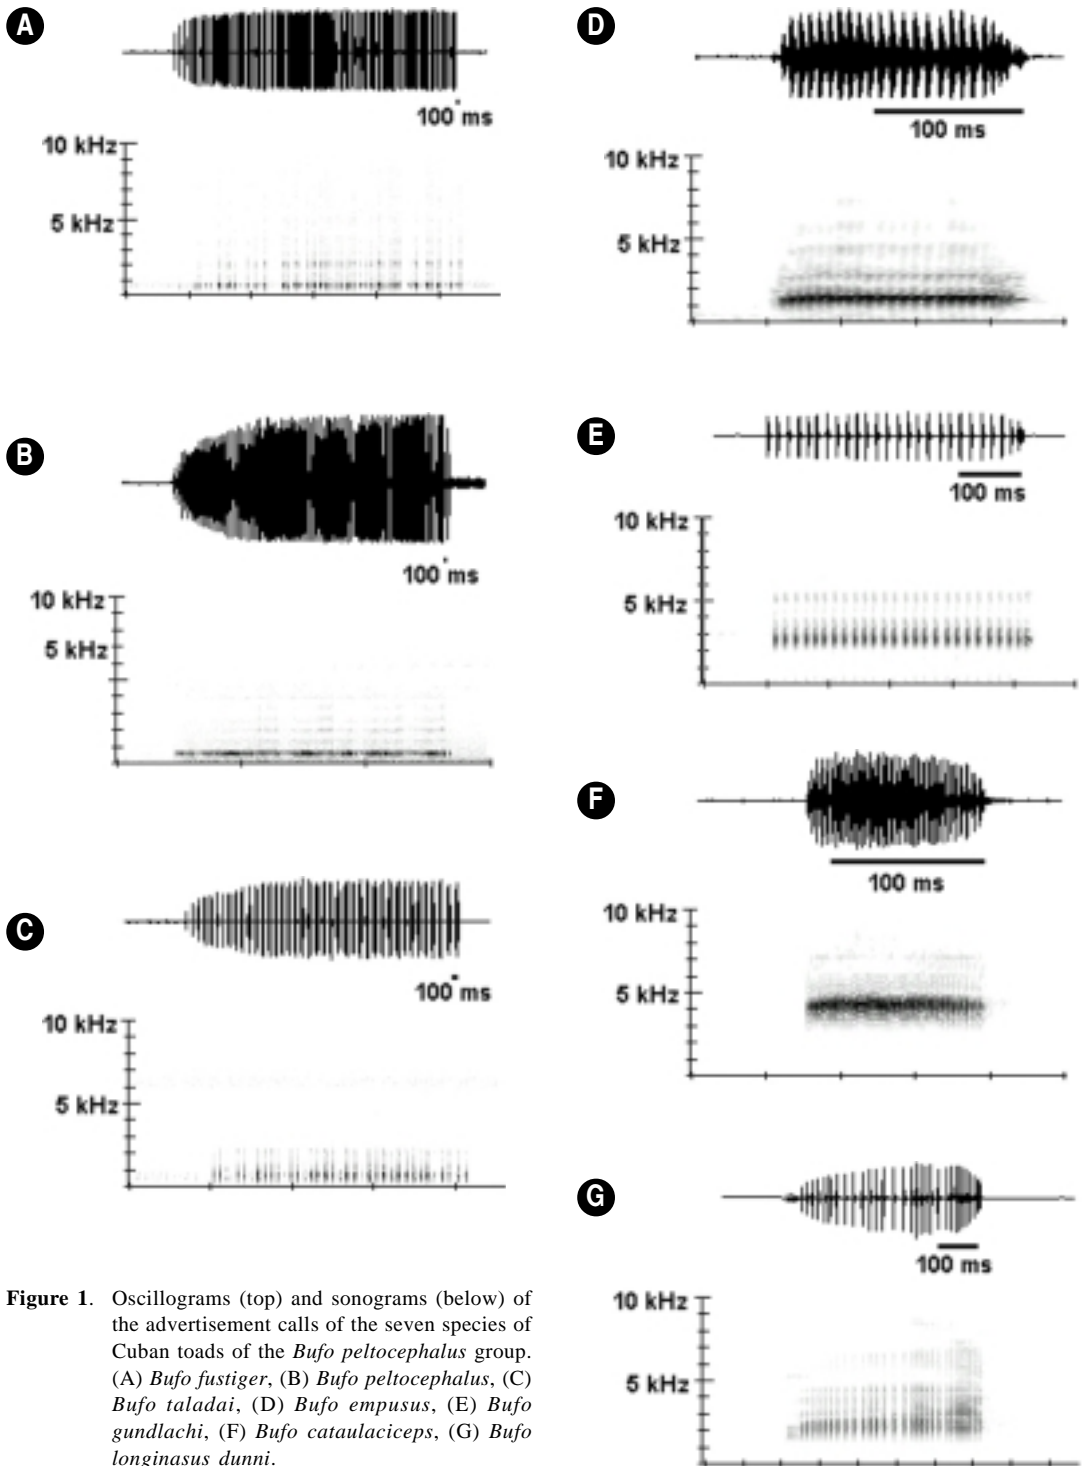 A
100 ms
10 kHz
5 kHz
B
100 ms
10 kHz
5 kHz
C
100 ms
10 kHz
5 kHz
Figure 1. Oscillograms (top) and sonograms (below) of
the advertisement calls of the seven species of
Cuban toads of the Bufo peltocephalus group.
(A) Bufo fustiger, (B) Bufo peltocephalus, (C)
Bufo taladai, (D) Bufo empusus, (E) Bufo
gundlachi, (F) Bufo cataulaciceps, (G) Bufo
longinasus dunni.
D
100 ms
10 kHz
5 kHz
E
100 ms
10 kHz
5 kHz
F
100 ms
10 kHz
5 kHz
G
100 ms
10 kHz
5 kHz